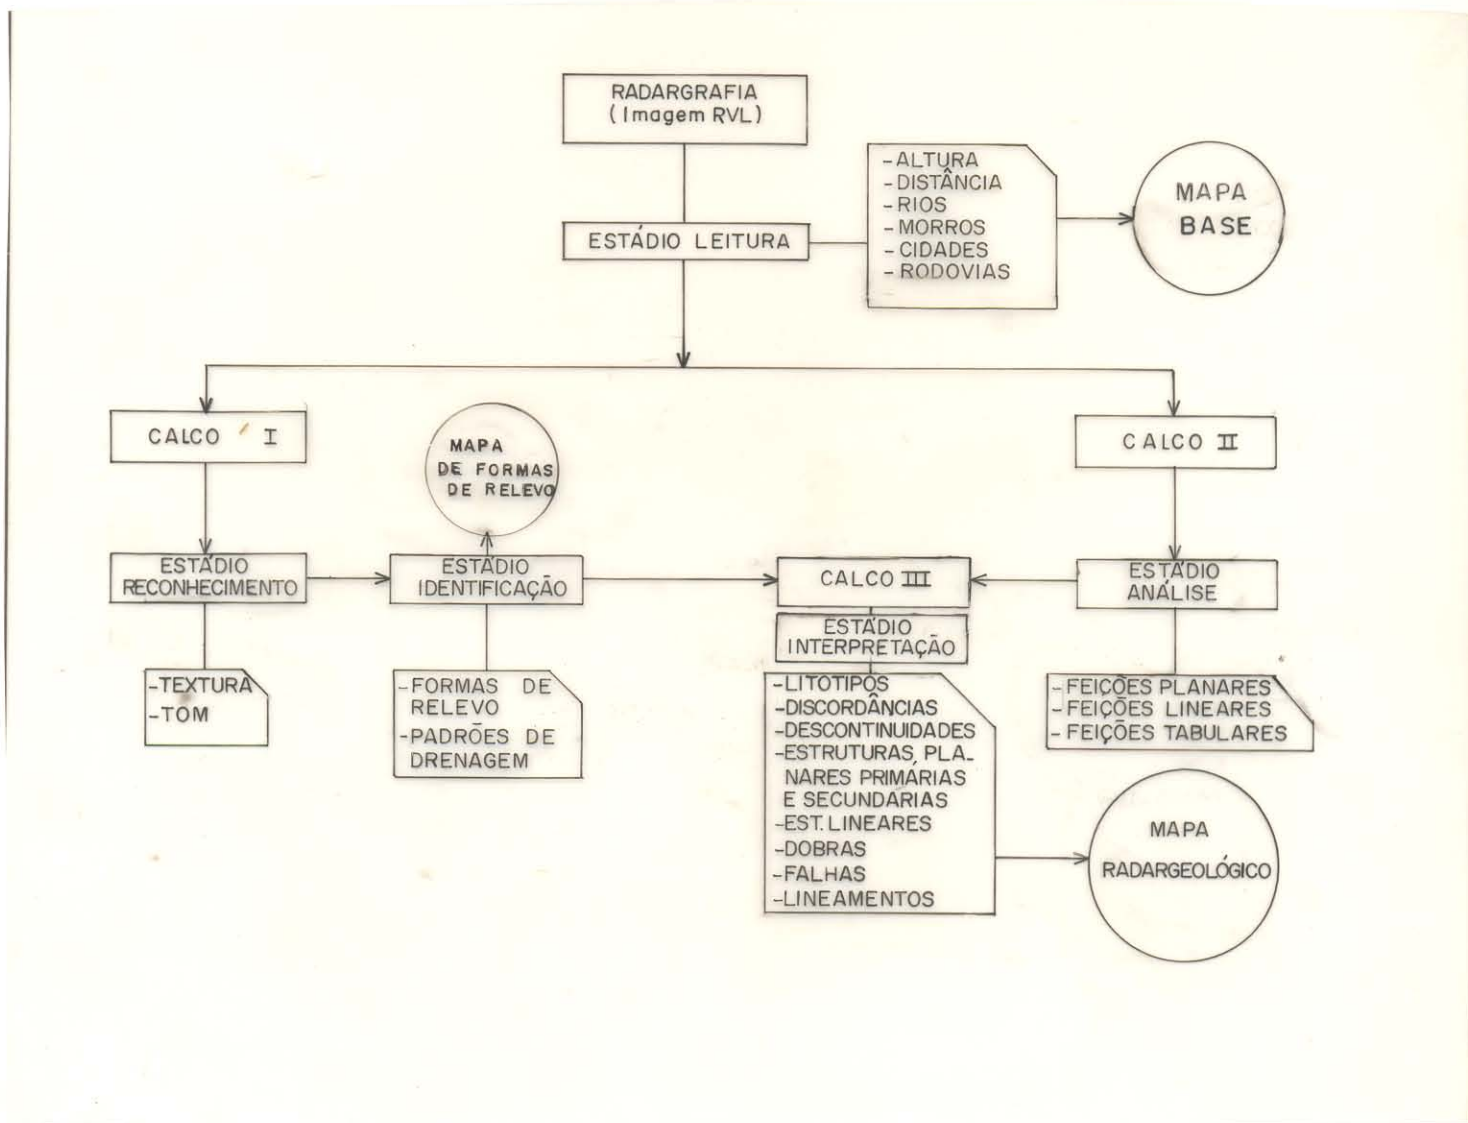 RADARGRAFIA
(Imagem RVL)
-ALTURA
-DISTÂNCIA
-RIOS
-MORROS
-CIDADES
-RODOVIAS
MAPA
BASE
ESTÁDIO LEITURA
CALCO I
MAPA
DE FORMAS
DE RELEVO
CALCO II
ESTÁDIO
RECONHECIMENTO
ESTÁDIO
IDENTIFICAÇÃO
CALCO III
ESTÁDIO
ANÁLISE
ESTÁDIO
INTERPRETAÇÃO
-TEXTURA
-TOM
-FORMAS DE
RELEVO
-PADRÕES DE
DRENAGEM
-LITOTIPOS
-DISCORDÂNCIAS
-DESCONTINUIDADES
-ESTRUTURAS PLA-
NARES PRIMÁRIAS
E SECUNDÁRIAS
-EST. LINEARES
-DOBRAS
-FALHAS
-LINEAMENTOS
-FEIÇÕES PLANARES
-FEIÇÕES LINEARES
-FEIÇÕES TABULARES
MAPA
RADARGEOLÓGICO